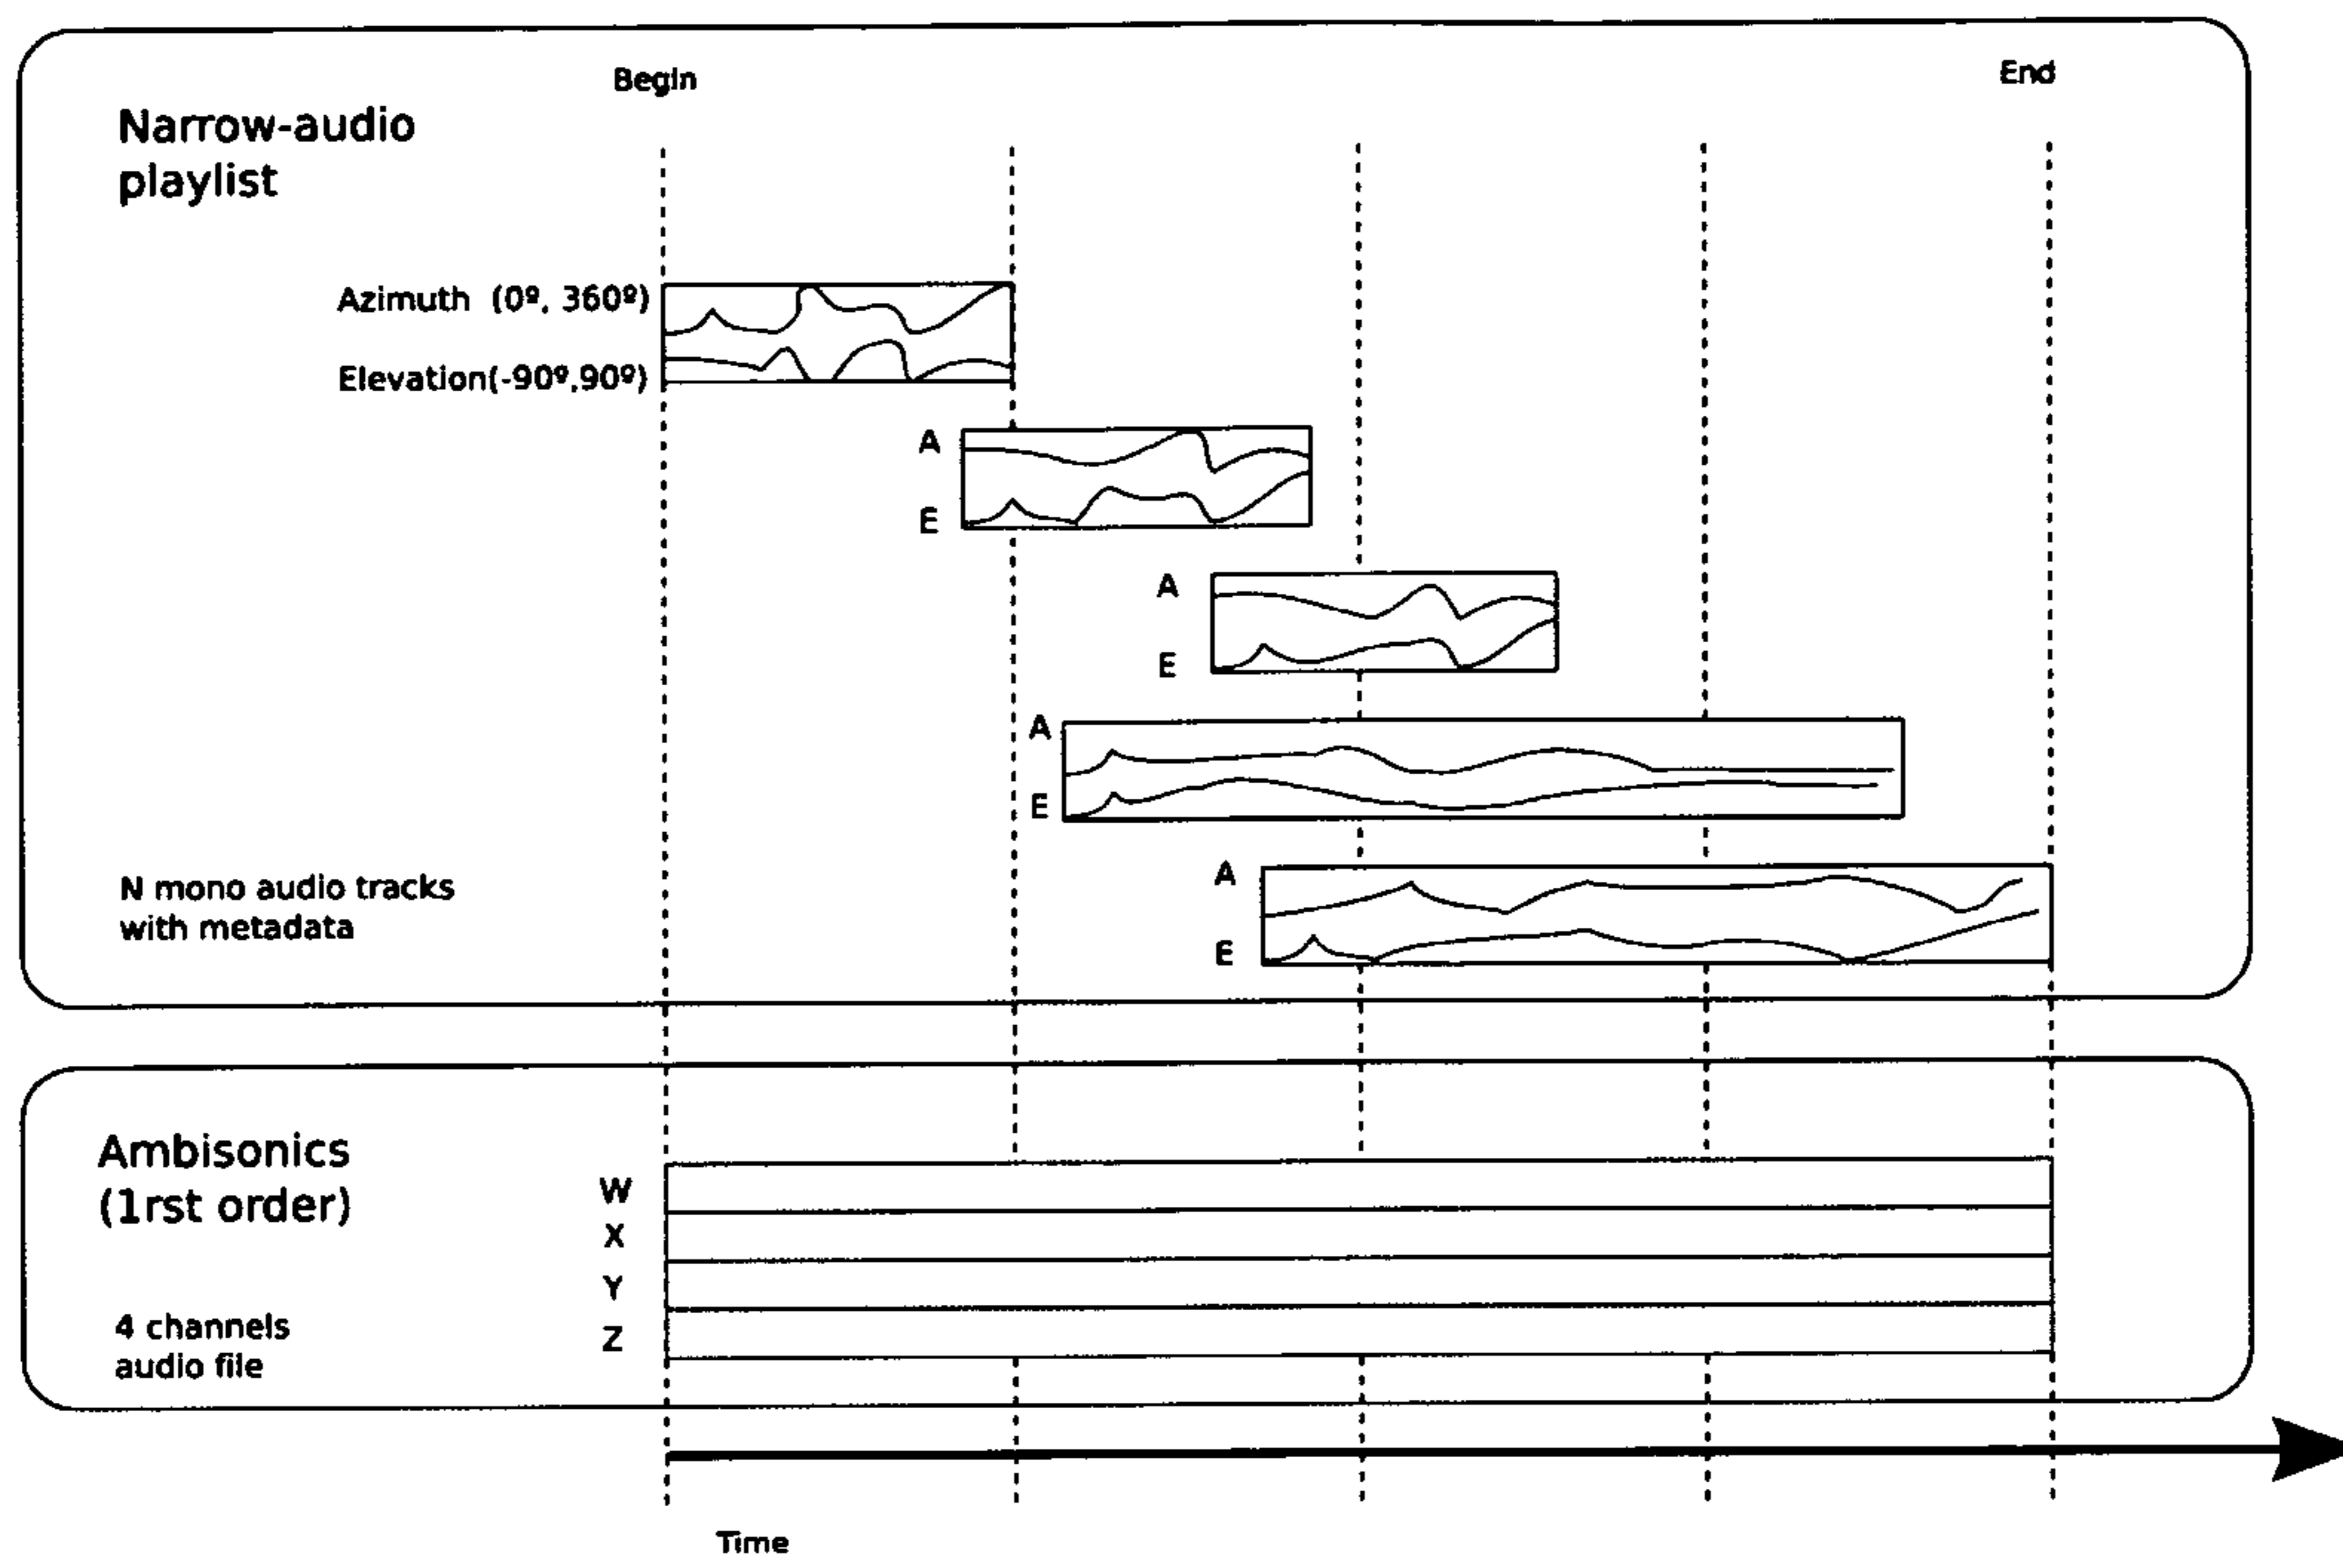 Begin
End
Narrow-audio
playlist
Azimuth (0º, 360º)
Elevation(-90º,90º)
A
E
A
E
A
E
A
E
N mono audio tracks
with metadata
Ambisonics
(1rst order)
W
X
Y
Z
4 channels
audio file
Time